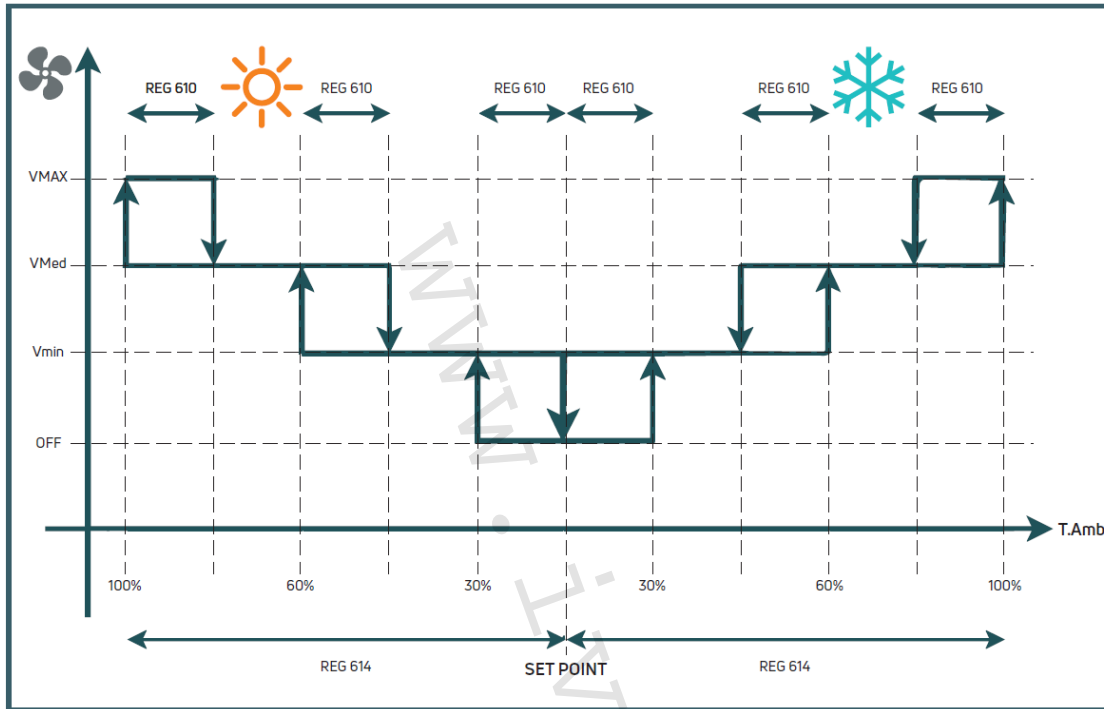 REG 610 REG 610 REG 610 REG 610 REG 610 REG 610
VMAX
VMed
Vmin
OFF
T.Amb
100% 60% 30% 30% 60% 100%
REG 614 SET POINT REG 614
www.